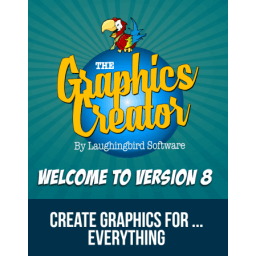 THE
Graphics
Creator
By Laughingbird Software
WELCOME TO VERSION 8
CREATE GRAPHICS FOR ...
EVERYTHING